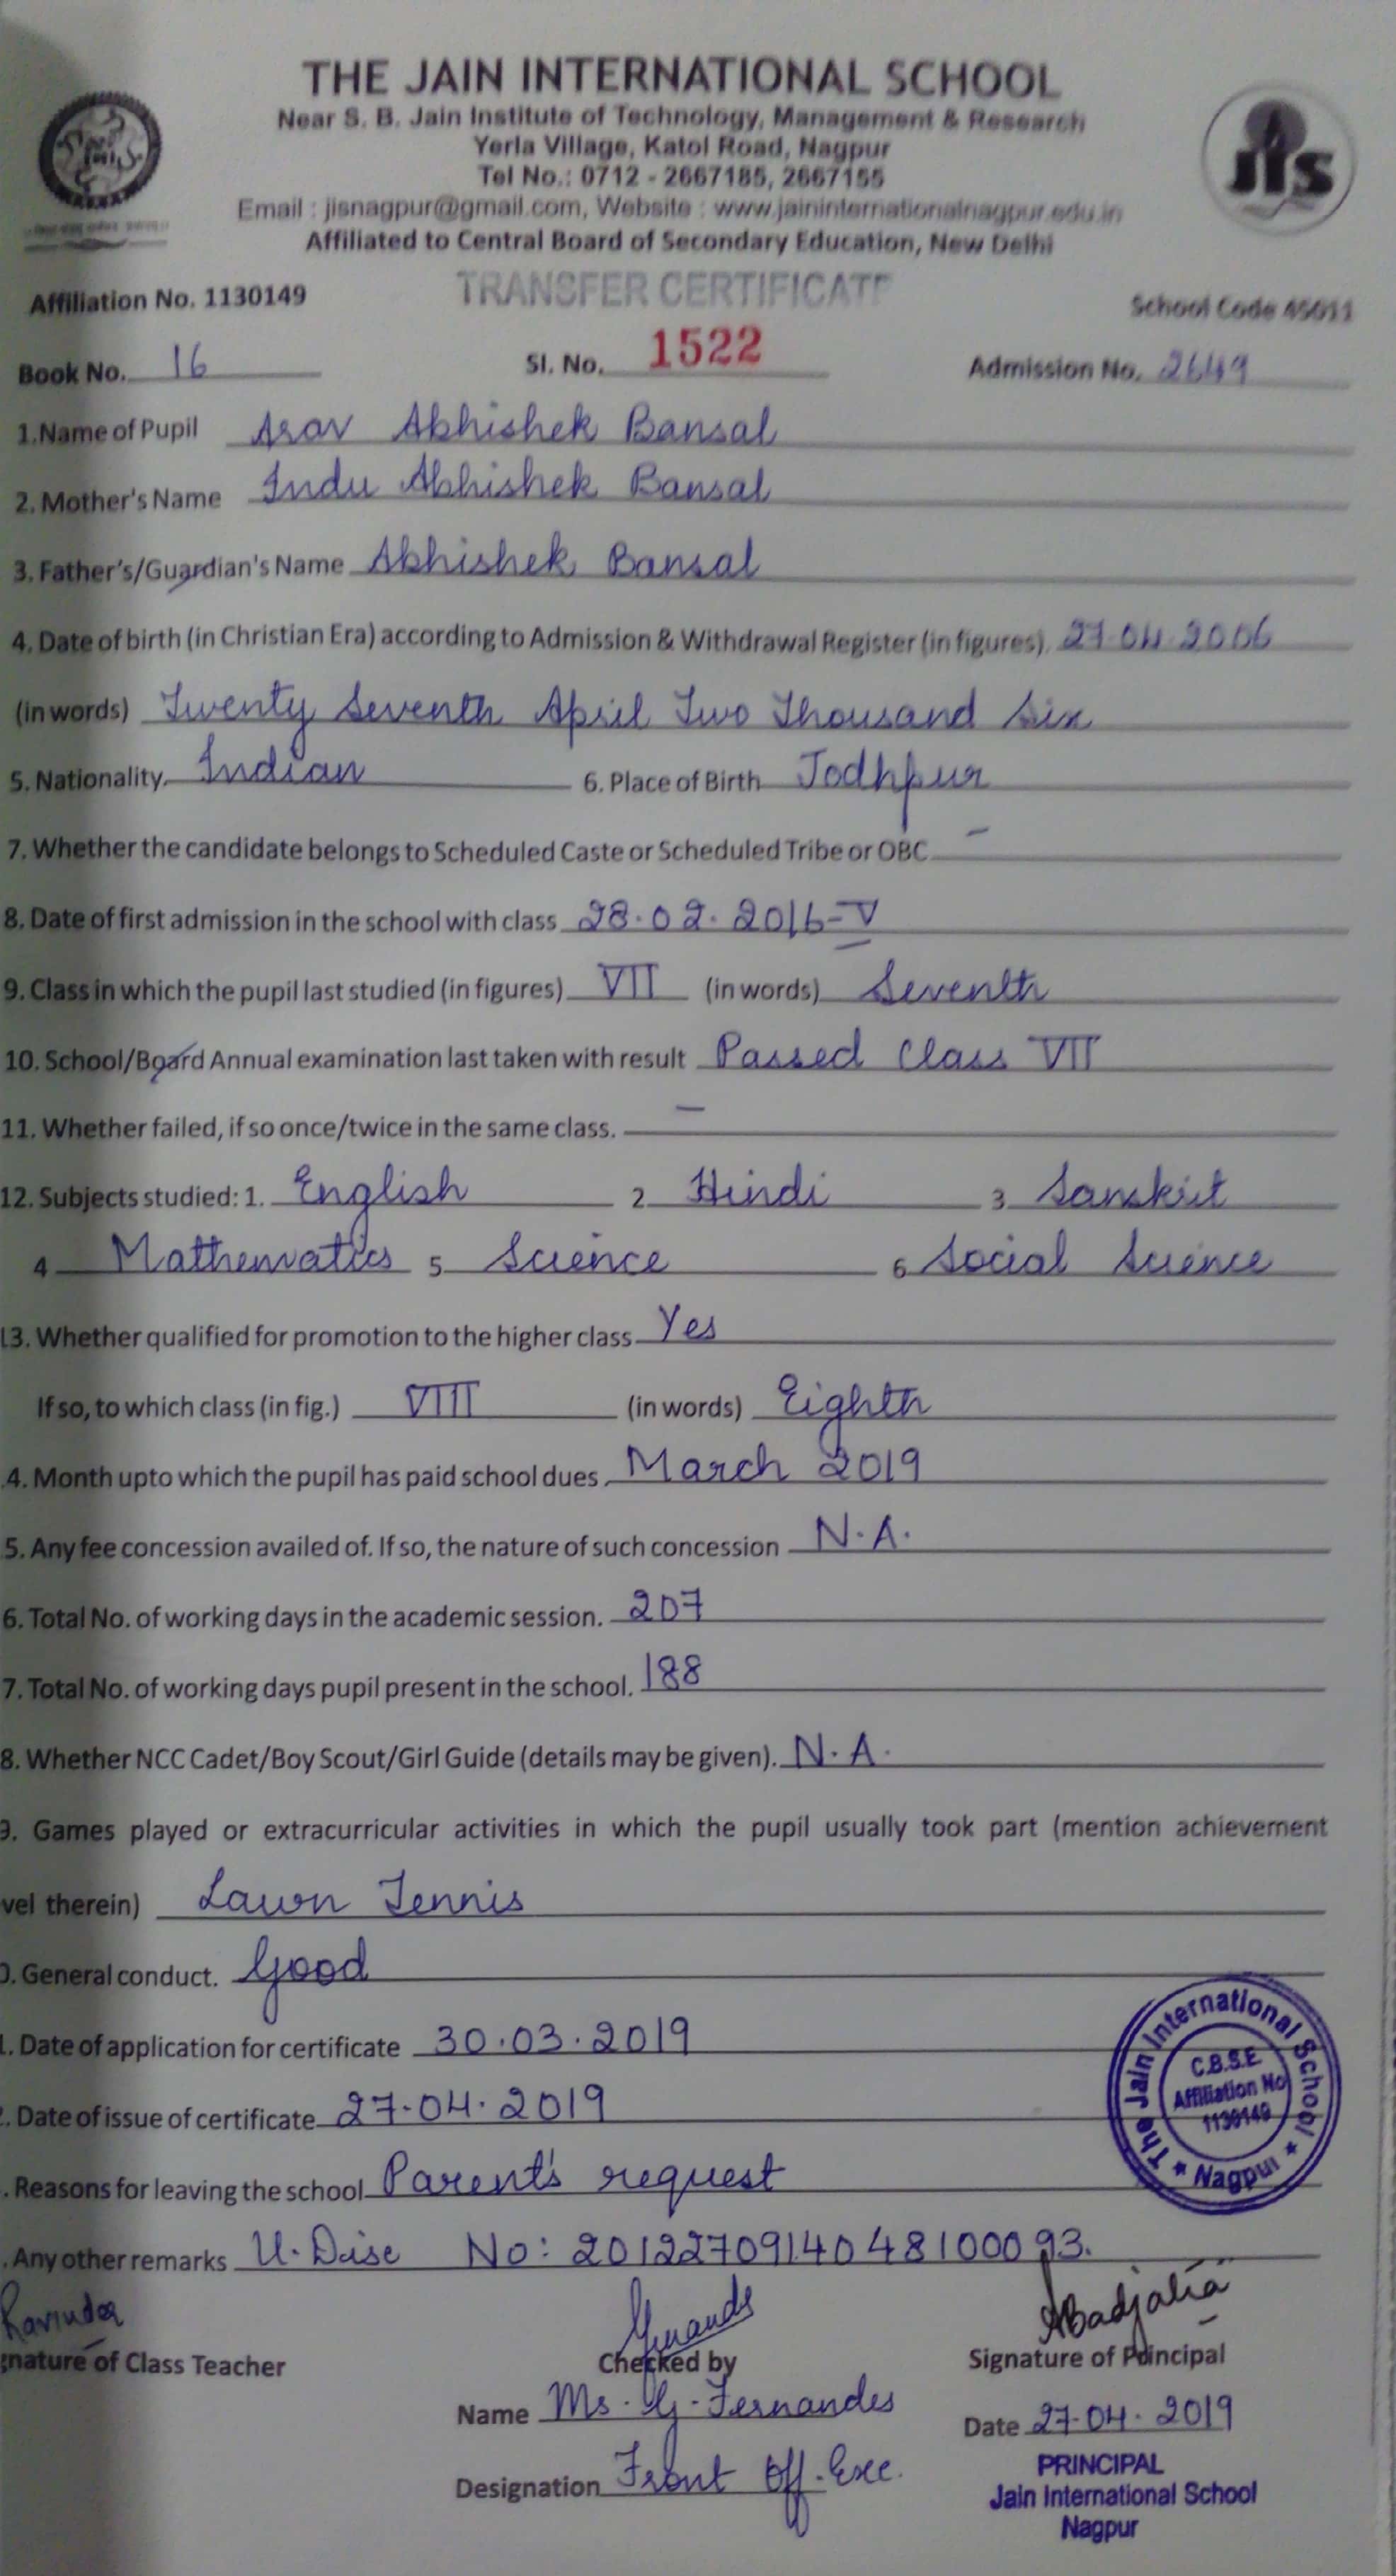 THE JAIN INTERNATIONAL SCHOOL
Near S. B. Jain Institute of Technology, Management & Research
Yerla Village, Katol Road, Nagpur
Tel No.: 0712 - 2667185, 2667155
Email : jisnagpur@gmail.com, Website : www.jaininternationalnagpur.edu.in
Affiliated to Central Board of Secondary Education, New Delhi
jIs
TRANSFER CERTIFICATE
Affiliation No. 1130149 School Code 45011
Book No. 16 Sl. No. 1522 Admission No. 2649
1.Name of Pupil Arav Abhishek Bansal
2. Mother's Name Indu Abhishek Bansal
3. Father's/Guardian's Name Abhishek Bansal
4. Date of birth (in Christian Era) according to Admission & Withdrawal Register (in figures). 27.04.2006
(in words) Twenty Seventh April Two Thousand Six
5. Nationality. Indian 6. Place of Birth Jodhpur
7. Whether the candidate belongs to Scheduled Caste or Scheduled Tribe or OBC -
8. Date of first admission in the school with class 28.02.2016-V
9. Class in which the pupil last studied (in figures) VII (in words) Seventh
10. School/Board Annual examination last taken with result Passed Class VII
11. Whether failed, if so once/twice in the same class. -
12. Subjects studied: 1. English 2. Hindi 3. Sanskrit
4 Mathematics 5 Science 6 Social Science
13. Whether qualified for promotion to the higher class Yes
If so, to which class (in fig.) VIII (in words) Eighth
4. Month upto which the pupil has paid school dues March 2019
5. Any fee concession availed of. If so, the nature of such concession N.A.
6. Total No. of working days in the academic session. 207
7. Total No. of working days pupil present in the school. 188
8. Whether NCC Cadet/Boy Scout/Girl Guide (details may be given). N.A.
9. Games played or extracurricular activities in which the pupil usually took part (mention achievement
vel therein) Lawn Tennis
). General conduct. Good
. Date of application for certificate 30.03.2019
. Date of issue of certificate 27.04.2019
. Reasons for leaving the school Parent's request
. Any other remarks U.Dise No: 2012270914048100093.
The Jain International School * Nagpur *
C.B.S.E
Affiliation No
1130149
gnature of Class Teacher Checked by Signature of Principal
Name Ms. G. Fernandes Date 27.04.2019
Designation Front Off. Exe.
PRINCIPAL
Jain International School
Nagpur